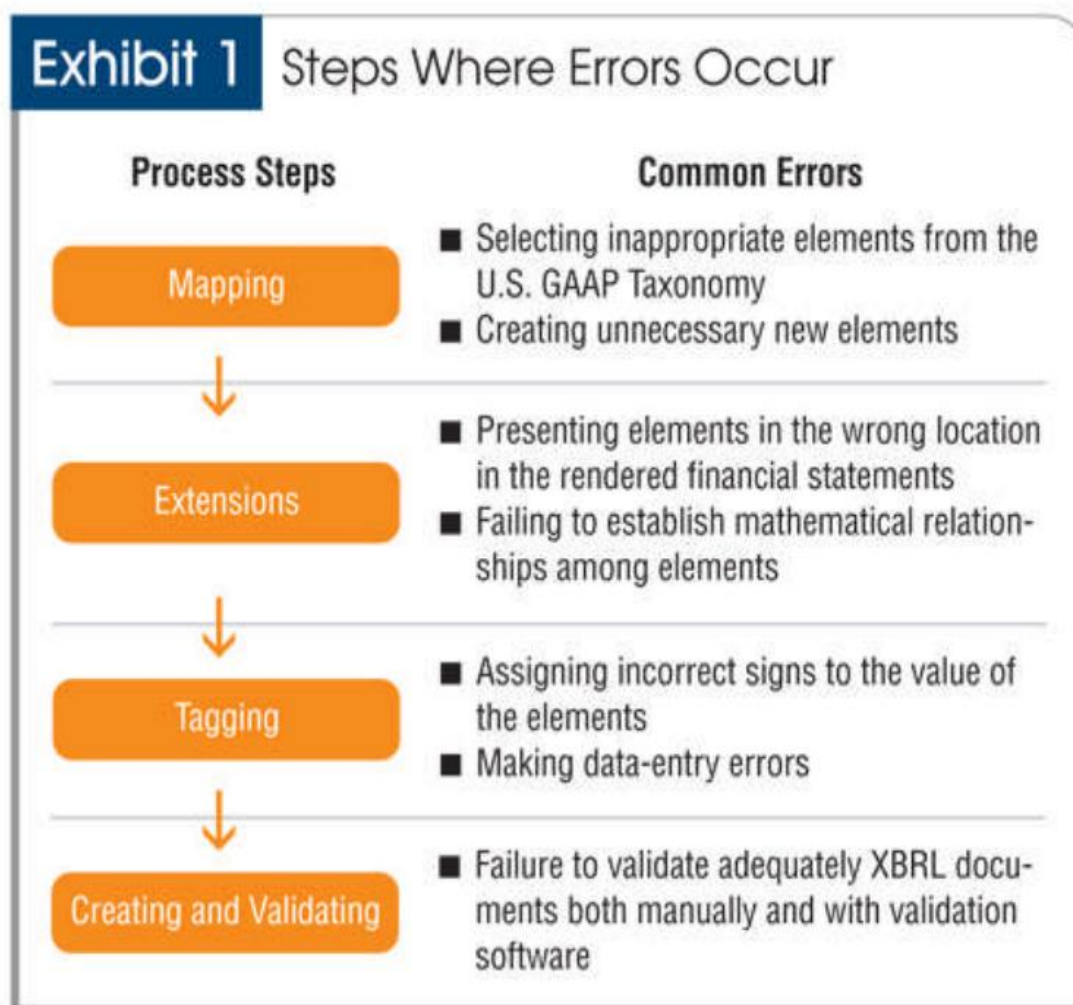 Exhibit 1 Steps Where Errors Occur
Process Steps
Common Errors
Mapping
■ Selecting inappropriate elements from the
U.S. GAAP Taxonomy
■ Creating unnecessary new elements
Extensions
■ Presenting elements in the wrong location
in the rendered financial statements
■ Failing to establish mathematical relation-
ships among elements
Tagging
■ Assigning incorrect signs to the value of
the elements
■ Making data-entry errors
Creating and Validating
■ Failure to validate adequately XBRL docu-
ments both manually and with validation
software